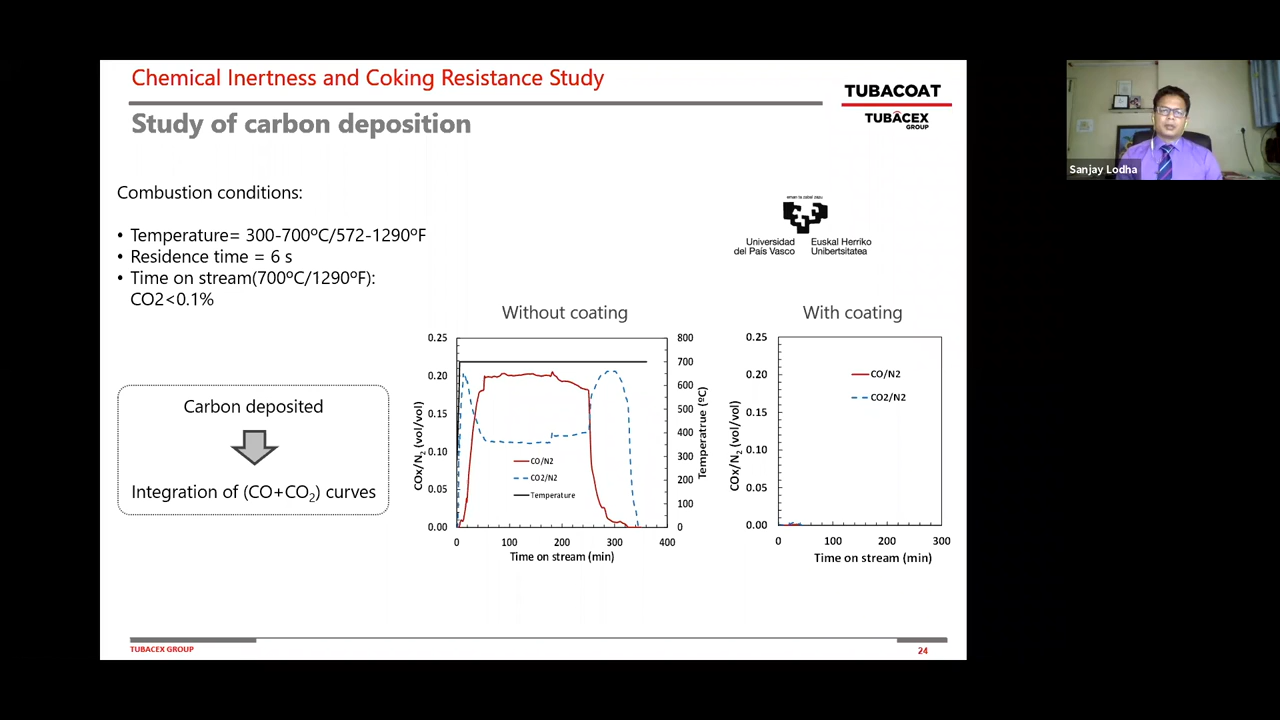 Chemical Inertness and Coking Resistance Study
TUBACOAT
TUBACEX
GROUP
Study of carbon deposition
Sanjay Lodha
Combustion conditions:
• Temperature= 300-700ºC/572-1290ºF
• Residence time = 6 s
• Time on stream(700ºC/1290ºF):
CO2<0.1%
Universidad
del País Vasco
Euskal Herriko
Unibertsitatea
Carbon deposited
Integration of (CO+CO2) curves
Without coating
0.25
0.20
0.15
0.10
0.05
0.00
COx/N2 (vol/vol)
CO/N2
CO2/N2
Temperature
800
700
600
500
400
300
200
100
0
Temperatrue (ºC)
0 100 200 300 400
Time on stream (min)
With coating
0.25
0.20
0.15
0.10
0.05
0.00
COx/N2 (vol/vol)
CO/N2
CO2/N2
0 100 200 300
Time on stream (min)
TUBACEX GROUP
24